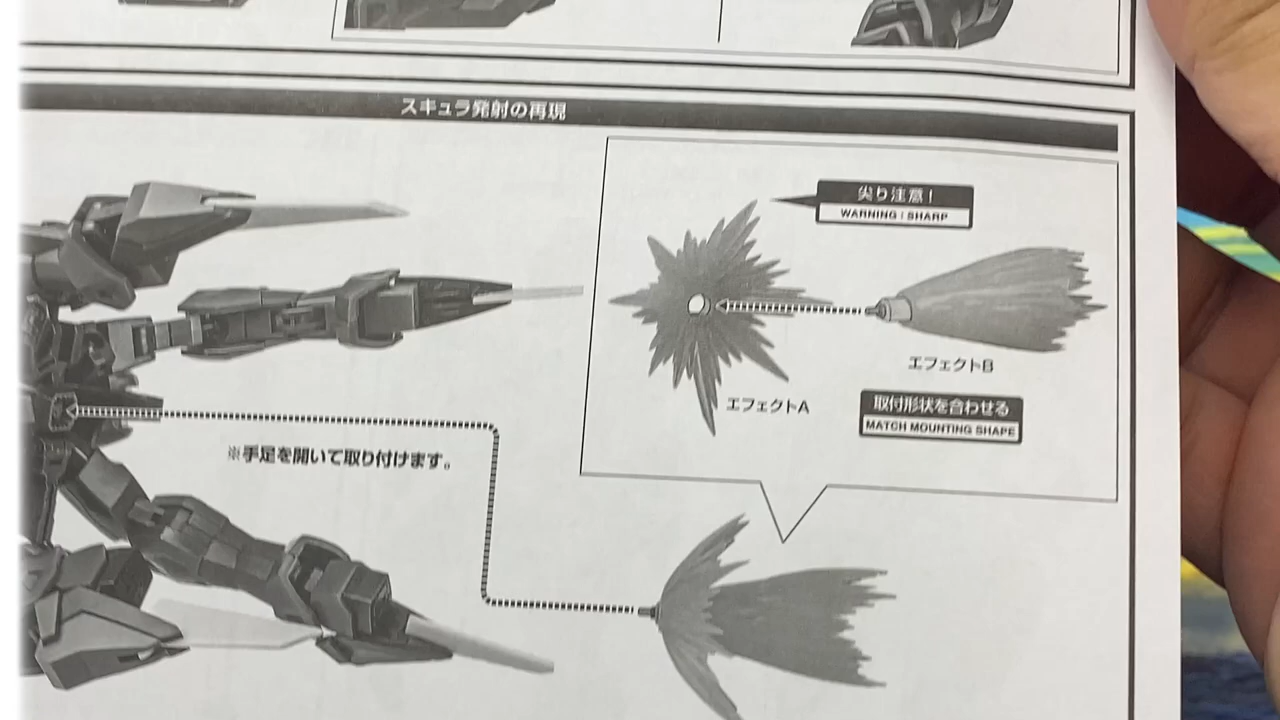 スキュラ発射の再現
尖り注意！
WARNING : SHARP
エフェクトB
エフェクトA
取付形状を合わせる
MATCH MOUNTING SHAPE
※手足を開いて取り付けます。